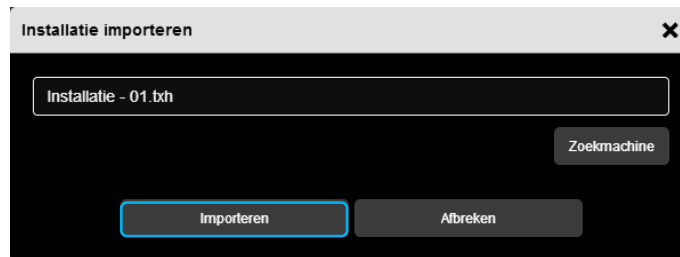 Installatie importeren
Installatie - 01.txh
Zoekmachine
Importeren Afbreken